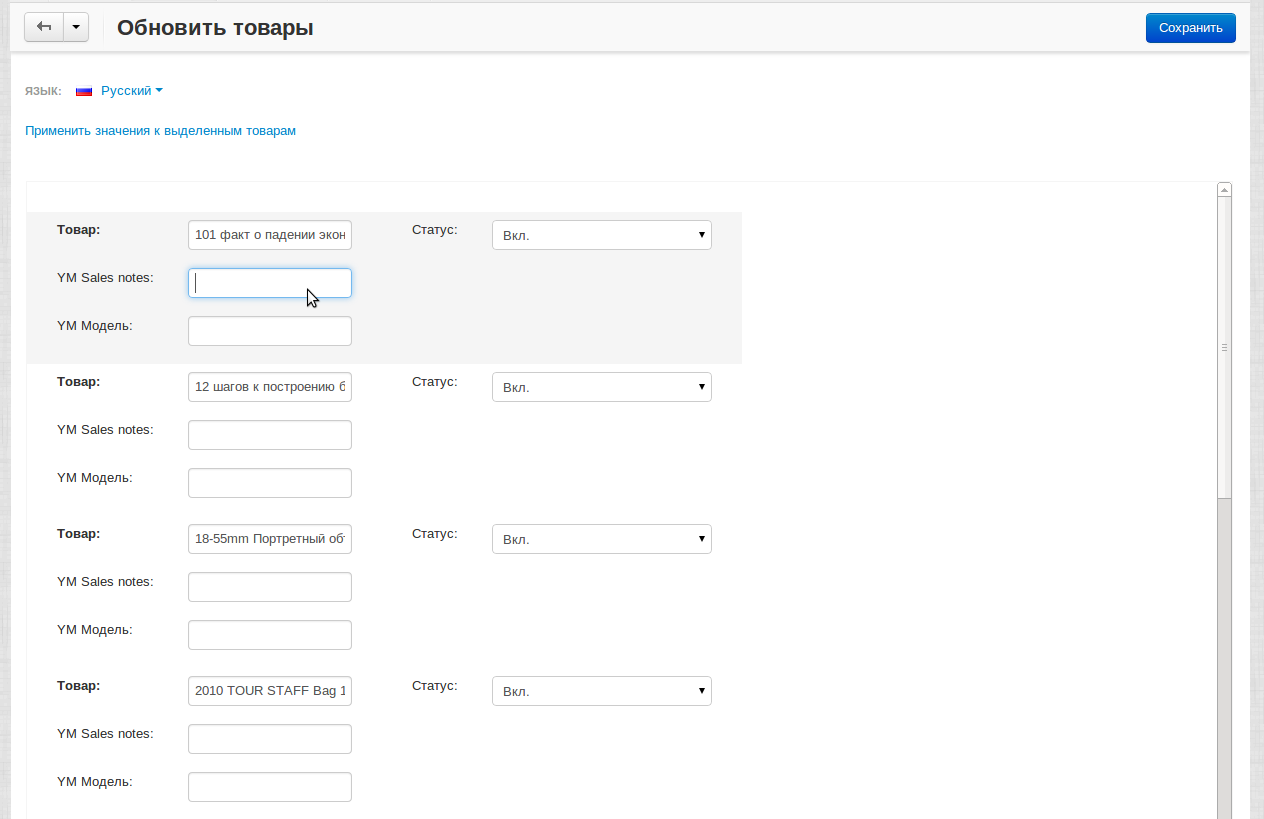 Обновить товары
Сохранить
ЯЗЫК: Русский
Применить значения к выделенным товарам
Товар: 101 факт о падении экон Статус: Вкл.
YM Sales notes:
YM Модель:
Товар: 12 шагов к построению б Статус: Вкл.
YM Sales notes:
YM Модель:
Товар: 18-55mm Портретный об Статус: Вкл.
YM Sales notes:
YM Модель:
Товар: 2010 TOUR STAFF Bag 1 Статус: Вкл.
YM Sales notes:
YM Модель: